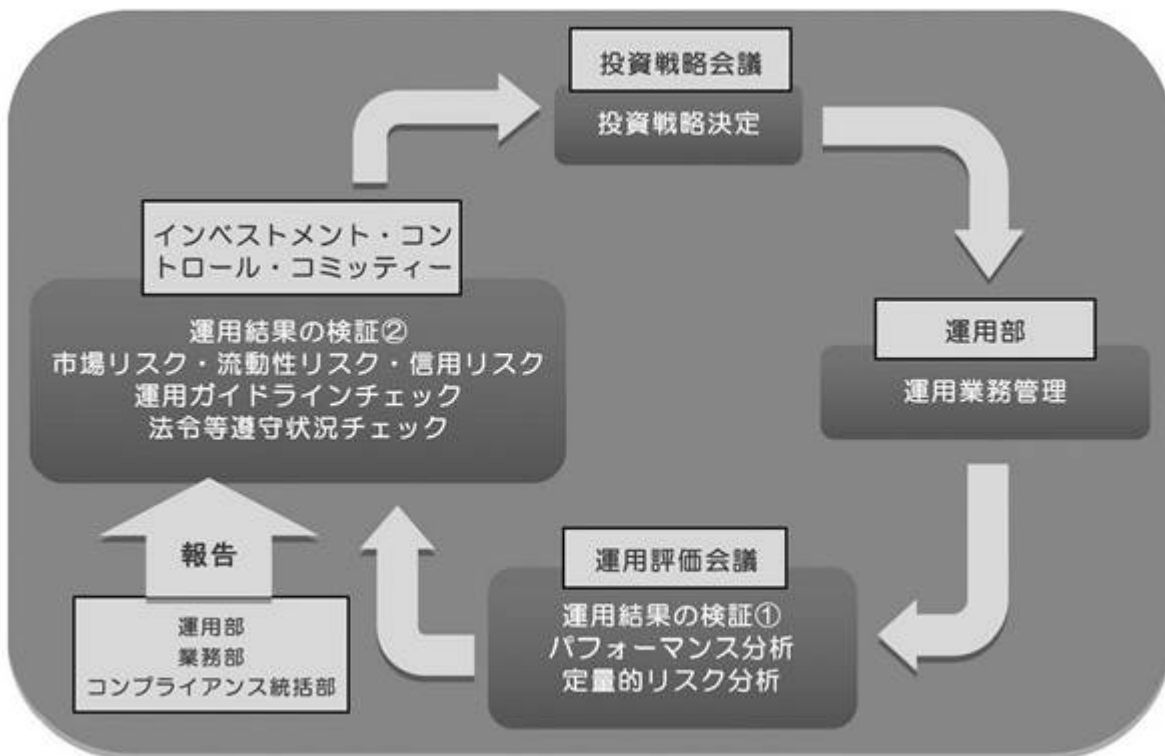 投資戦略会議
投資戦略決定
運用部
運用業務管理
運用評価会議
運用結果の検証①
パフォーマンス分析
定量的リスク分析
インベストメント・コン
トロール・コミッティー
運用結果の検証②
市場リスク・流動性リスク・信用リスク
運用ガイドラインチェック
法令等遵守状況チェック
報告
運用部
業務部
コンプライアンス統括部